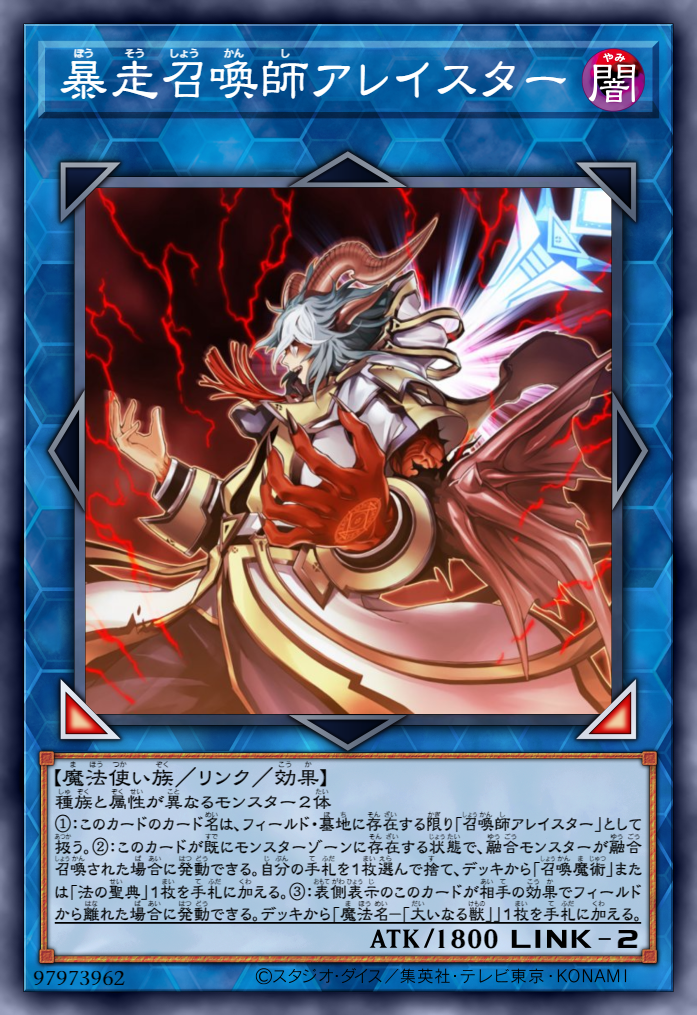 暴走召喚師アレイスター 闇
【魔法使い族／リンク／効果】
種族と属性が異なるモンスター２体
①：このカードのカード名は、フィールド・墓地に存在する限り「召喚師アレイスター」として
扱う。②：このカードが既にモンスターゾーンに存在する状態で、融合モンスターが融合
召喚された場合に発動できる。自分の手札を１枚選んで捨て、デッキから「召喚魔術」また
は「法の聖典」１枚を手札に加える。③：表側表示のこのカードが相手の効果でフィールド
から離れた場合に発動できる。デッキから「魔法名－「大いなる獣」」１枚を手札に加える。
ATK/1800 LINK-2
97973962 ©スタジオ・ダイス／集英社・テレビ東京・KONAMI